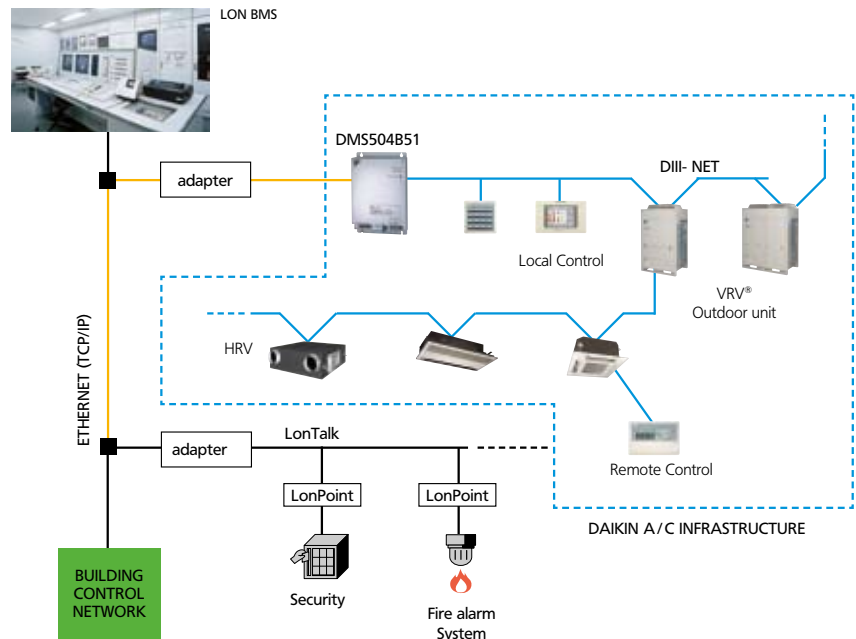 LON BMS
DMS504B51
adapter
DIII- NET
Local Control
VRV®
Outdoor unit
HRV
ETHERNET (TCP/IP)
adapter
LonTalk
Remote Control
LonPoint
LonPoint
DAIKIN A / C INFRASTRUCTURE
BUILDING
CONTROL
NETWORK
Security
Fire alarm
System